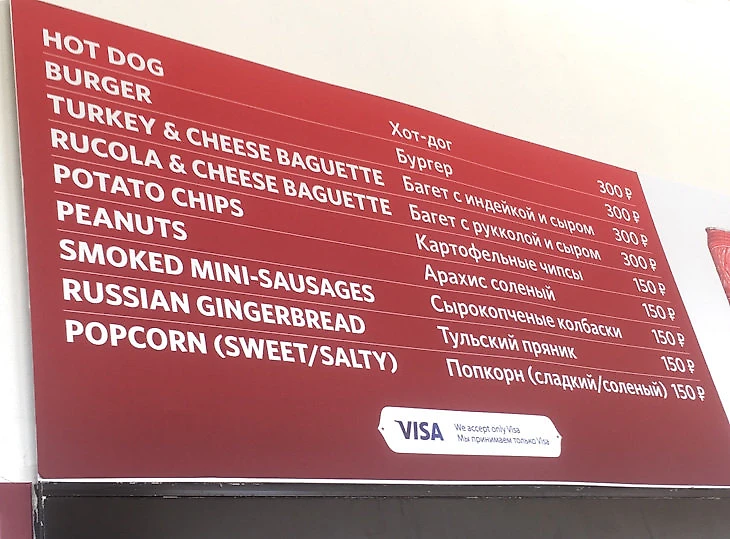 HOT DOG Хот-дог 300 ₽
BURGER Бургер 300 ₽
TURKEY & CHEESE BAGUETTE Багет с индейкой и сыром 300 ₽
RUCOLA & CHEESE BAGUETTE Багет с рукколой и сыром 300 ₽
POTATO CHIPS Картофельные чипсы 150 ₽
PEANUTS Арахис соленый 150 ₽
SMOKED MINI-SAUSAGES Сырокопченые колбаски 150 ₽
RUSSIAN GINGERBREAD Тульский пряник 150 ₽
POPCORN (SWEET/SALTY) Попкорн (сладкий/соленый) 150 ₽
VISA We accept only Visa
Мы принимаем только Visa